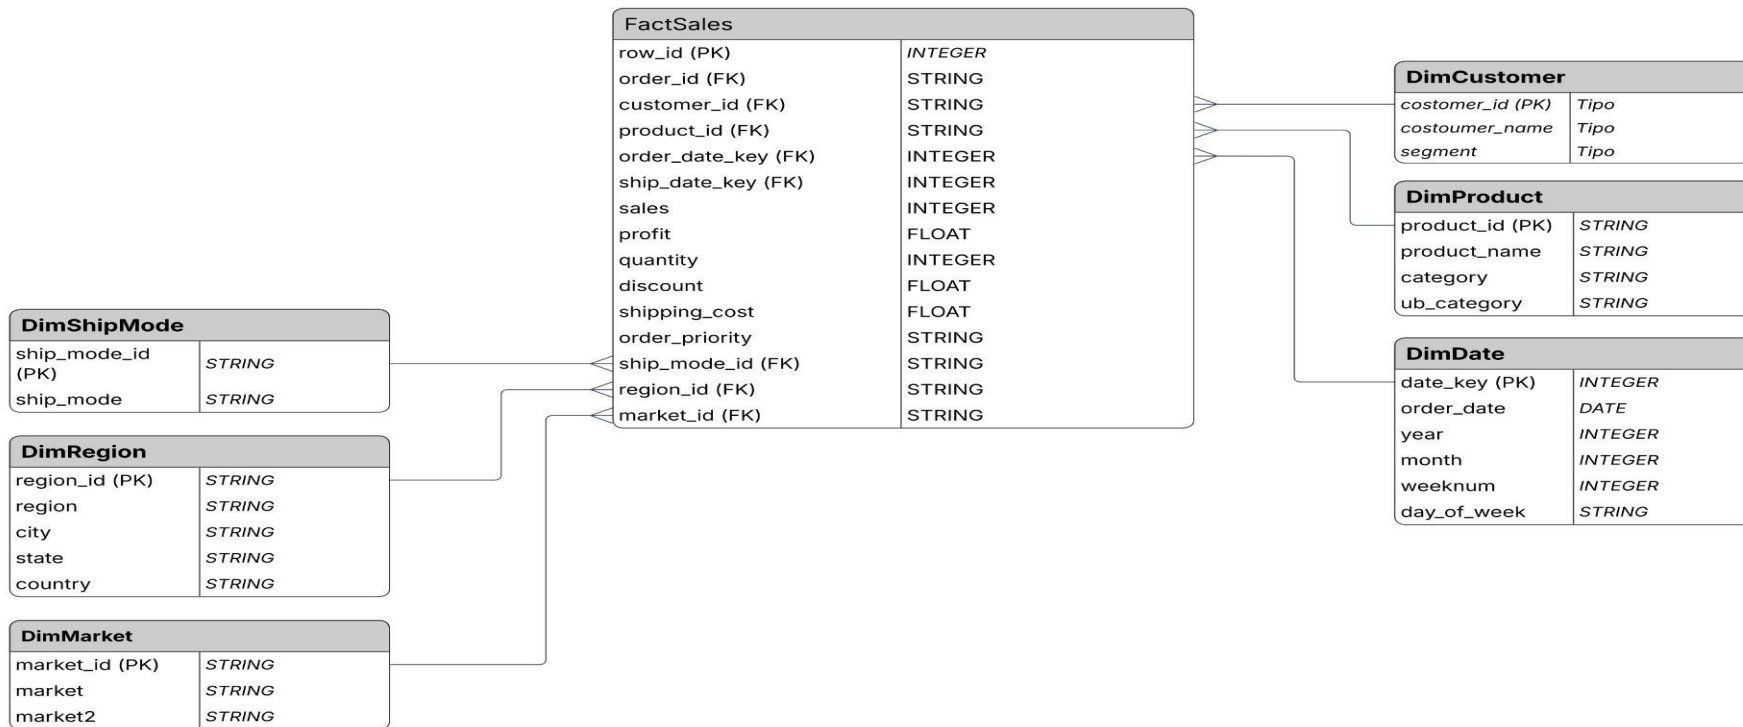 FactSales
row_id (PK) INTEGER
order_id (FK) STRING
customer_id (FK) STRING
product_id (FK) STRING
order_date_key (FK) INTEGER
ship_date_key (FK) INTEGER
sales INTEGER
profit FLOAT
quantity INTEGER
discount FLOAT
shipping_cost FLOAT
order_priority STRING
ship_mode_id (FK) STRING
region_id (FK) STRING
market_id (FK) STRING
DimShipMode
ship_mode_id
(PK) STRING
ship_mode STRING
DimRegion
region_id (PK) STRING
region STRING
city STRING
state STRING
country STRING
DimMarket
market_id (PK) STRING
market STRING
market2 STRING
DimCustomer
costomer_id (PK) Tipo
costoumer_name Tipo
segment Tipo
DimProduct
product_id (PK) STRING
product_name STRING
category STRING
ub_category STRING
DimDate
date_key (PK) INTEGER
order_date DATE
year INTEGER
month INTEGER
weeknum INTEGER
day_of_week STRING